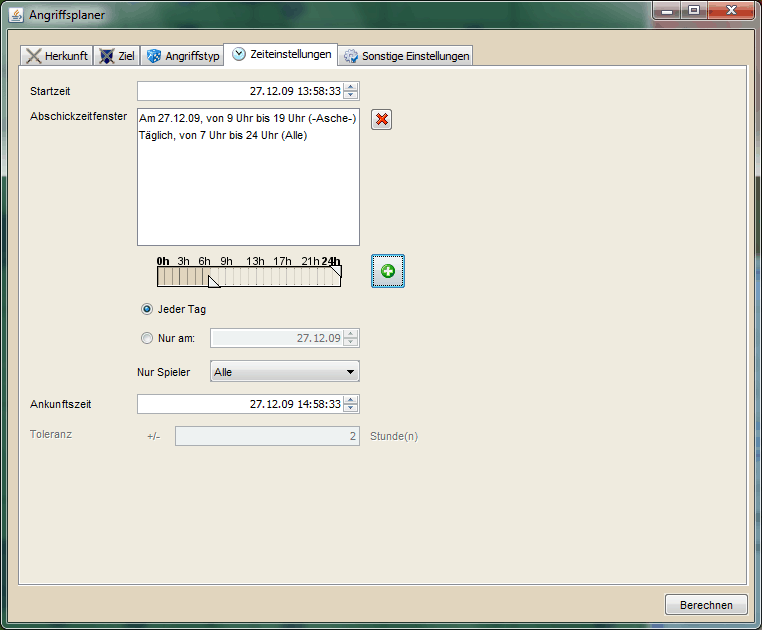 Angriffsplaner
Herkunft Ziel Angriffstyp Zeiteinstellungen Sonstige Einstellungen
Startzeit 27.12.09 13:58:33
Abschickzeitfenster
Am 27.12.09, von 9 Uhr bis 19 Uhr (-Asche-)
Täglich, von 7 Uhr bis 24 Uhr (Alle)
0h 3h 6h 9h 13h 17h 21h 24h
Jeder Tag
Nur am: 27.12.09
Nur Spieler Alle
Ankunftszeit 27.12.09 14:58:33
Toleranz +/- 2 Stunde(n)
Berechnen